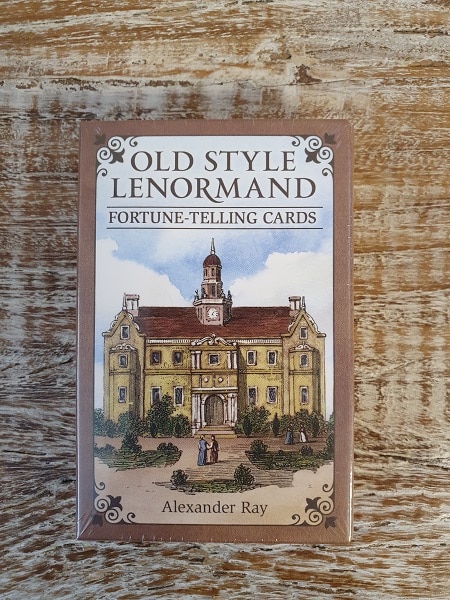 OLD STYLE
LENORMAND
FORTUNE-TELLING CARDS
Alexander Ray